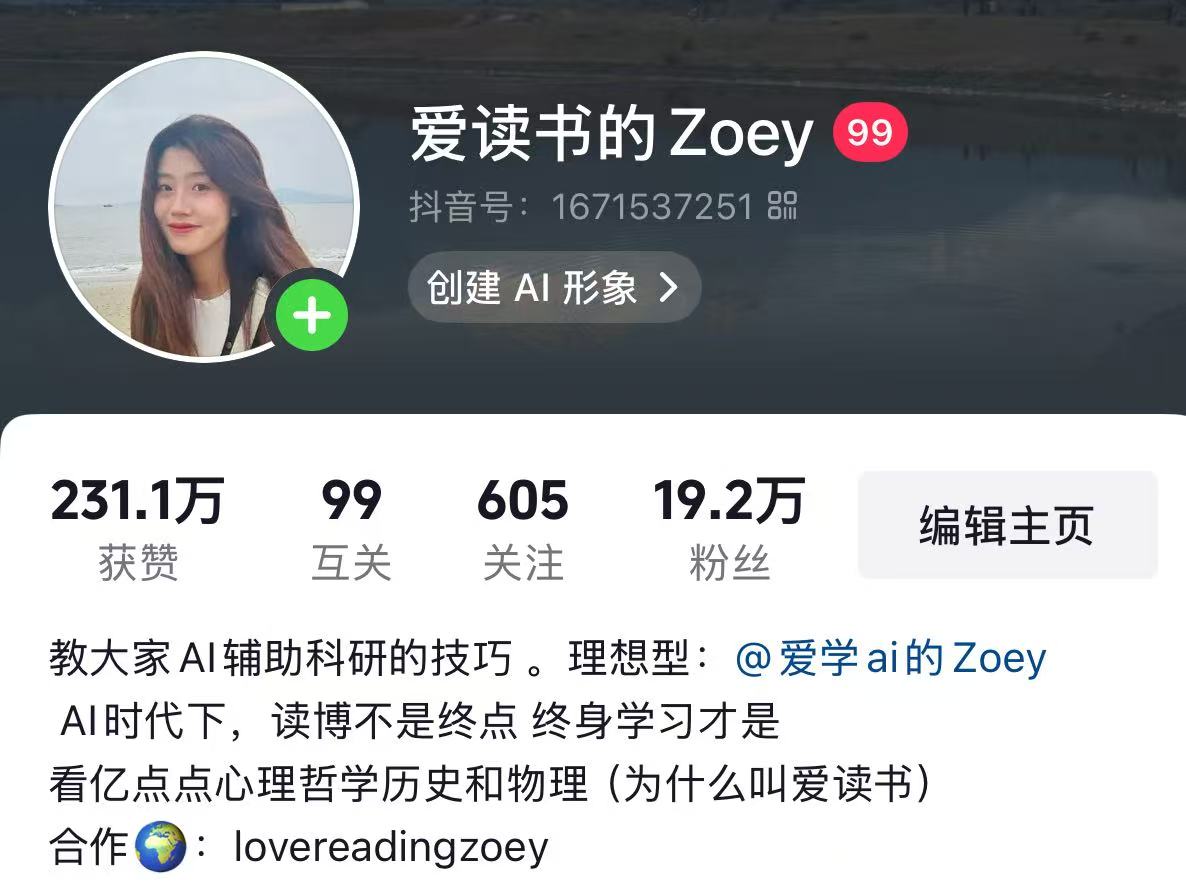 爱读书的Zoey 99
抖音号：1671537251
创建 AI 形象
231.1万 99 605 19.2万
获赞 互关 关注 粉丝
编辑主页
教大家AI辅助科研的技巧 。理想型：@爱学ai的Zoey
AI时代下，读博不是终点 终身学习才是
看亿点点心理哲学历史和物理（为什么叫爱读书）
合作🌍：lovereadingzoey